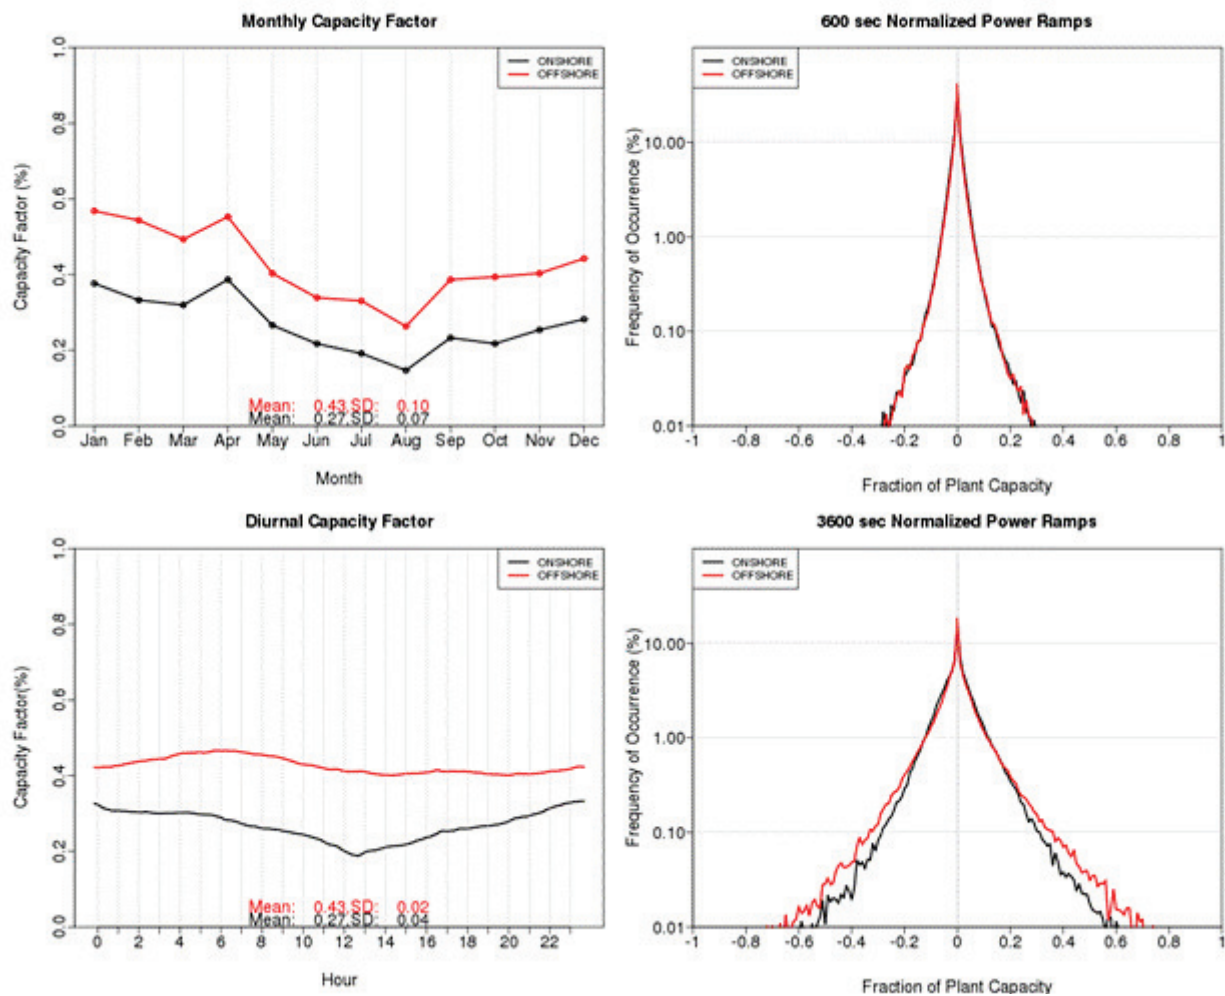 Monthly Capacity Factor
ONSHORE
OFFSHORE
Capacity Factor (%)
1.0
0.8
0.6
0.4
0.2
0.0
Mean: 0.43,SD: 0.10
Mean: 0.27,SD: 0.07
Jan Feb Mar Apr May Jun Jul Aug Sep Oct Nov Dec
Month
600 sec Normalized Power Ramps
ONSHORE
OFFSHORE
Frequency of Occurrence (%)
10.00
1.00
0.10
0.01
-1 -0.8 -0.6 -0.4 -0.2 0 0.2 0.4 0.6 0.8 1
Fraction of Plant Capacity
Diurnal Capacity Factor
ONSHORE
OFFSHORE
Capacity Factor(%)
1.0
0.8
0.6
0.4
0.2
0.0
Mean: 0.43,SD: 0.02
Mean: 0.27,SD: 0.04
0 2 4 6 8 10 12 14 16 18 20 22
Hour
3600 sec Normalized Power Ramps
ONSHORE
OFFSHORE
Frequency of Occurrence (%)
10.00
1.00
0.10
0.01
-1 -0.8 -0.6 -0.4 -0.2 0 0.2 0.4 0.6 0.8 1
Fraction of Plant Capacity